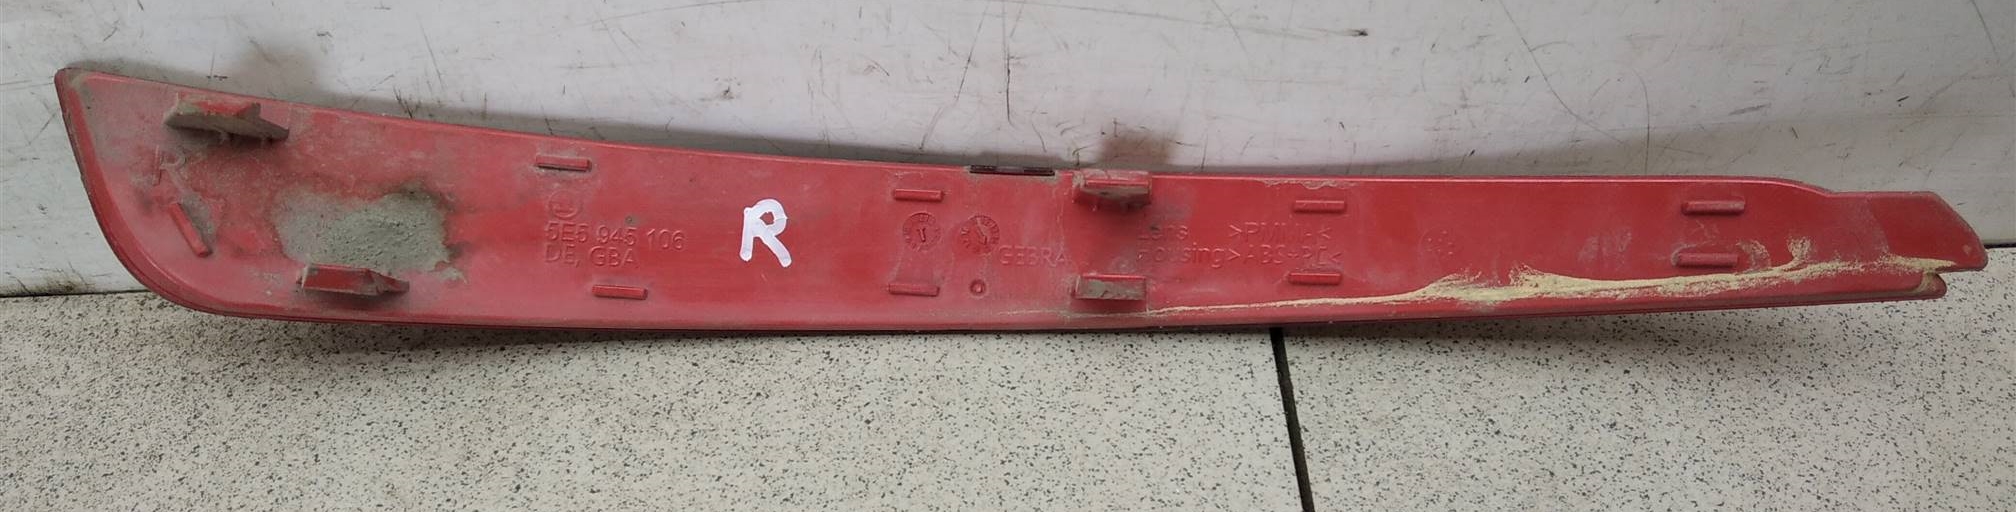 R
5E5 945 106
DE, GBA
R
GEBRA
Lens >PMMA<
Housing >ABS+PC<